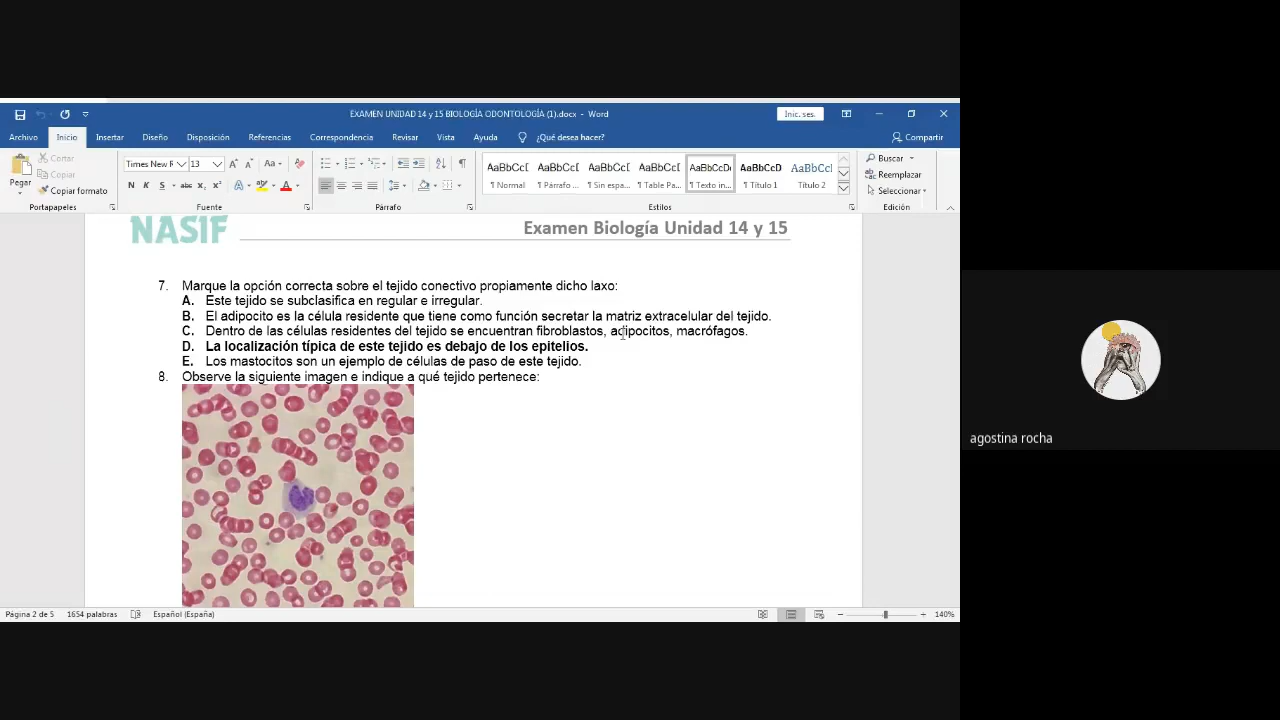 EXAMEN UNIDAD 14 y 15 BIOLOGÍA ODONTOLOGÍA (1).docx - Word
Inic. ses.
Archivo Inicio Insertar Diseño Disposición Referencias Correspondencia Revisar Vista Ayuda ¿Qué desea hacer? Compartir
Pegar
Cortar
Copiar
Copiar formato
Portapapeles
Times New R 13
Fuente
Párrafo
AaBbCcD AaBbCcD AaBbCcD AaBbCcD AaBbCcDc AaBbCcD AaBbCcl
¶ Normal ¶ Párrafo ... ¶ Sin espa... ¶ Table Pa... ¶ Texto in... ¶ Título 1 Título 2
Estilos
Buscar
Reemplazar
Seleccionar
Edición
NASIF
Examen Biología Unidad 14 y 15
7. Marque la opción correcta sobre el tejido conectivo propiamente dicho laxo:
A. Este tejido se subclasifica en regular e irregular.
B. El adipocito es la célula residente que tiene como función secretar la matriz extracelular del tejido.
C. Dentro de las células residentes del tejido se encuentran fibroblastos, adipocitos, macrófagos.
D. La localización típica de este tejido es debajo de los epitelios.
E. Los mastocitos son un ejemplo de células de paso de este tejido.
8. Observe la siguiente imagen e indique a qué tejido pertenece:
agostina rocha
Página 2 de 5 1654 palabras Español (España) 140%